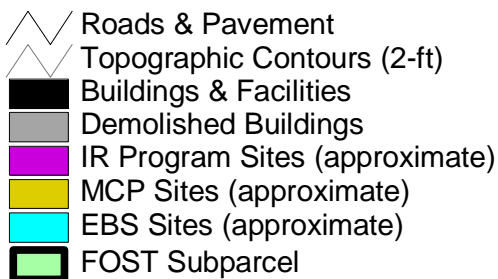 Roads & Pavement
Topographic Contours (2-ft)
Buildings & Facilities
Demolished Buildings
IR Program Sites (approximate)
MCP Sites (approximate)
EBS Sites (approximate)
FOST Subparcel